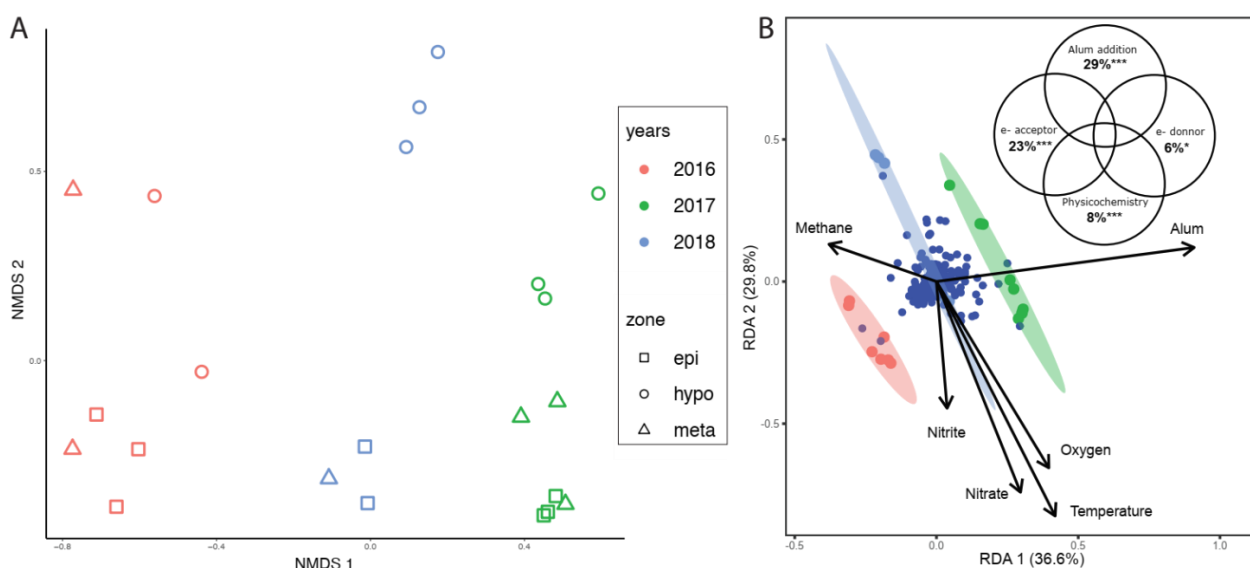 A
NMDS 2
0.5
0.0
−0.8
−0.4
0.0
0.4
NMDS 1
years
2016
2017
2018
zone
epi
hypo
meta
B
RDA 2 (29.8%)
0.5
0.0
-0.5
-0.5
0.0
0.5
1.0
RDA 1 (36.6%)
Methane
Alum
Nitrite
Oxygen
Nitrate
Temperature
Alum addition
29%***
e- acceptor
23%***
e- donnor
6%*
Physicochemistry
8%***